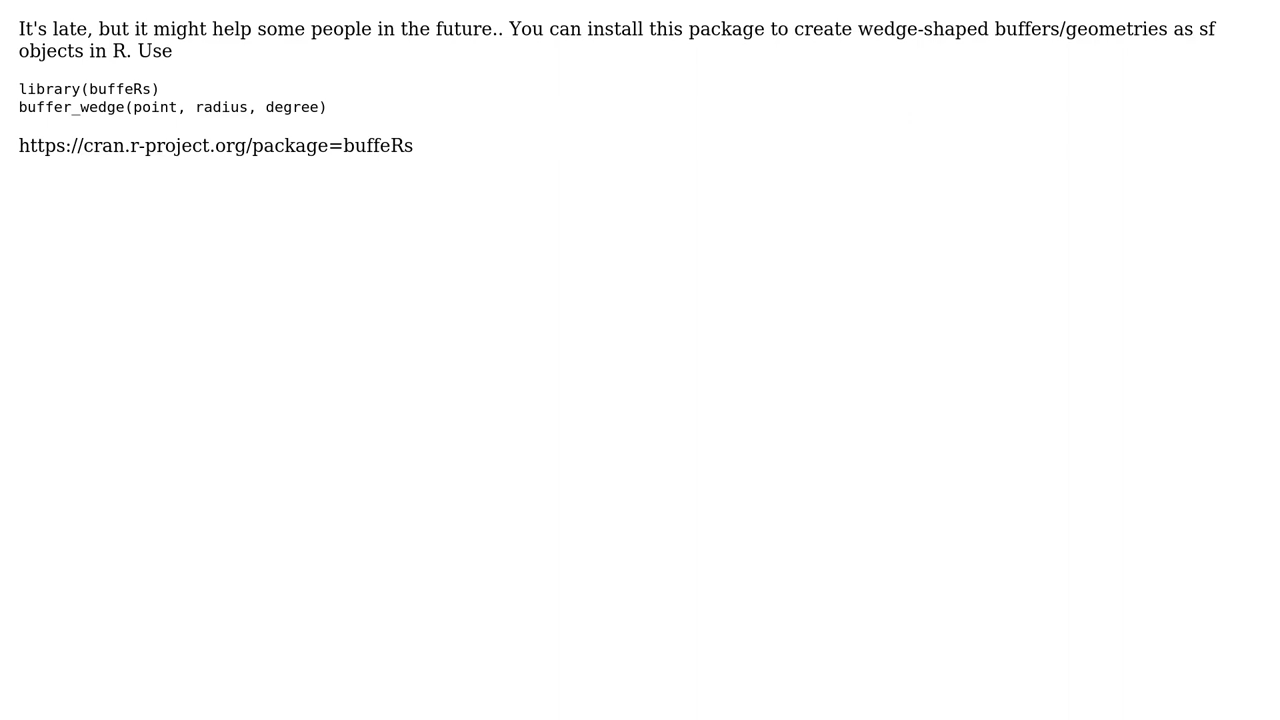 It's late, but it might help some people in the future.. You can install this package to create wedge-shaped buffers/geometries as sf
objects in R. Use
library(buffeRs)
buffer_wedge(point, radius, degree)
https://cran.r-project.org/package=buffeRs